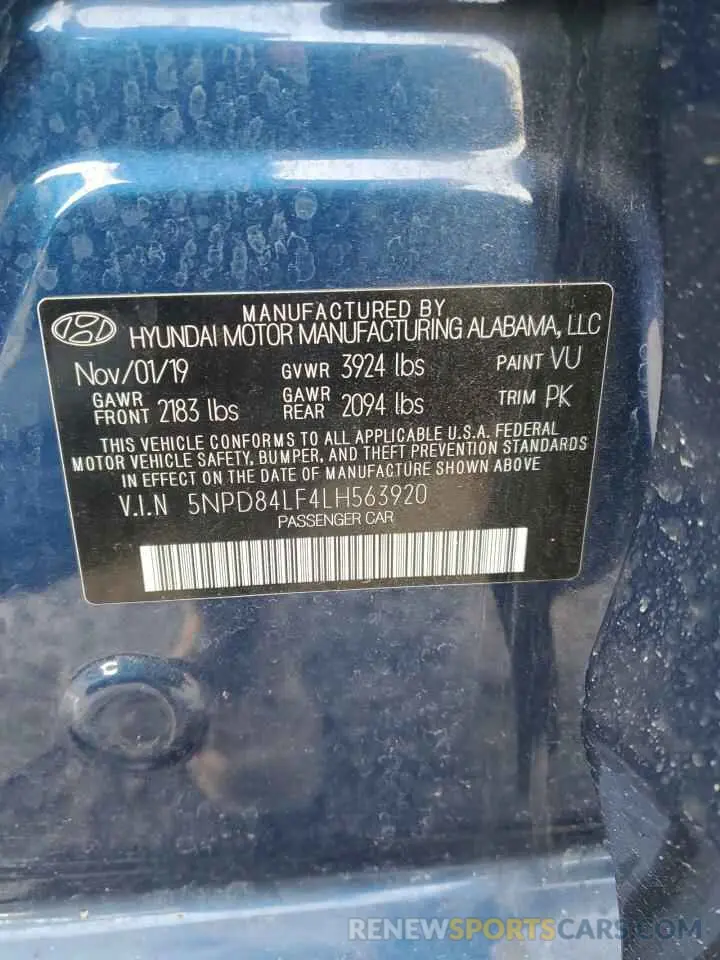 MANUFACTURED BY
HYUNDAI MOTOR MANUFACTURING ALABAMA, LLC
Nov/01/19 GVWR 3924 lbs PAINT VU
GAWR FRONT 2183 lbs GAWR REAR 2094 lbs TRIM PK
THIS VEHICLE CONFORMS TO ALL APPLICABLE U.S.A. FEDERAL
MOTOR VEHICLE SAFETY, BUMPER, AND THEFT PREVENTION STANDARDS
IN EFFECT ON THE DATE OF MANUFACTURE SHOWN ABOVE
V.I.N 5NPD84LF4LH563920
PASSENGER CAR
RENEWSPORTSCARS.COM